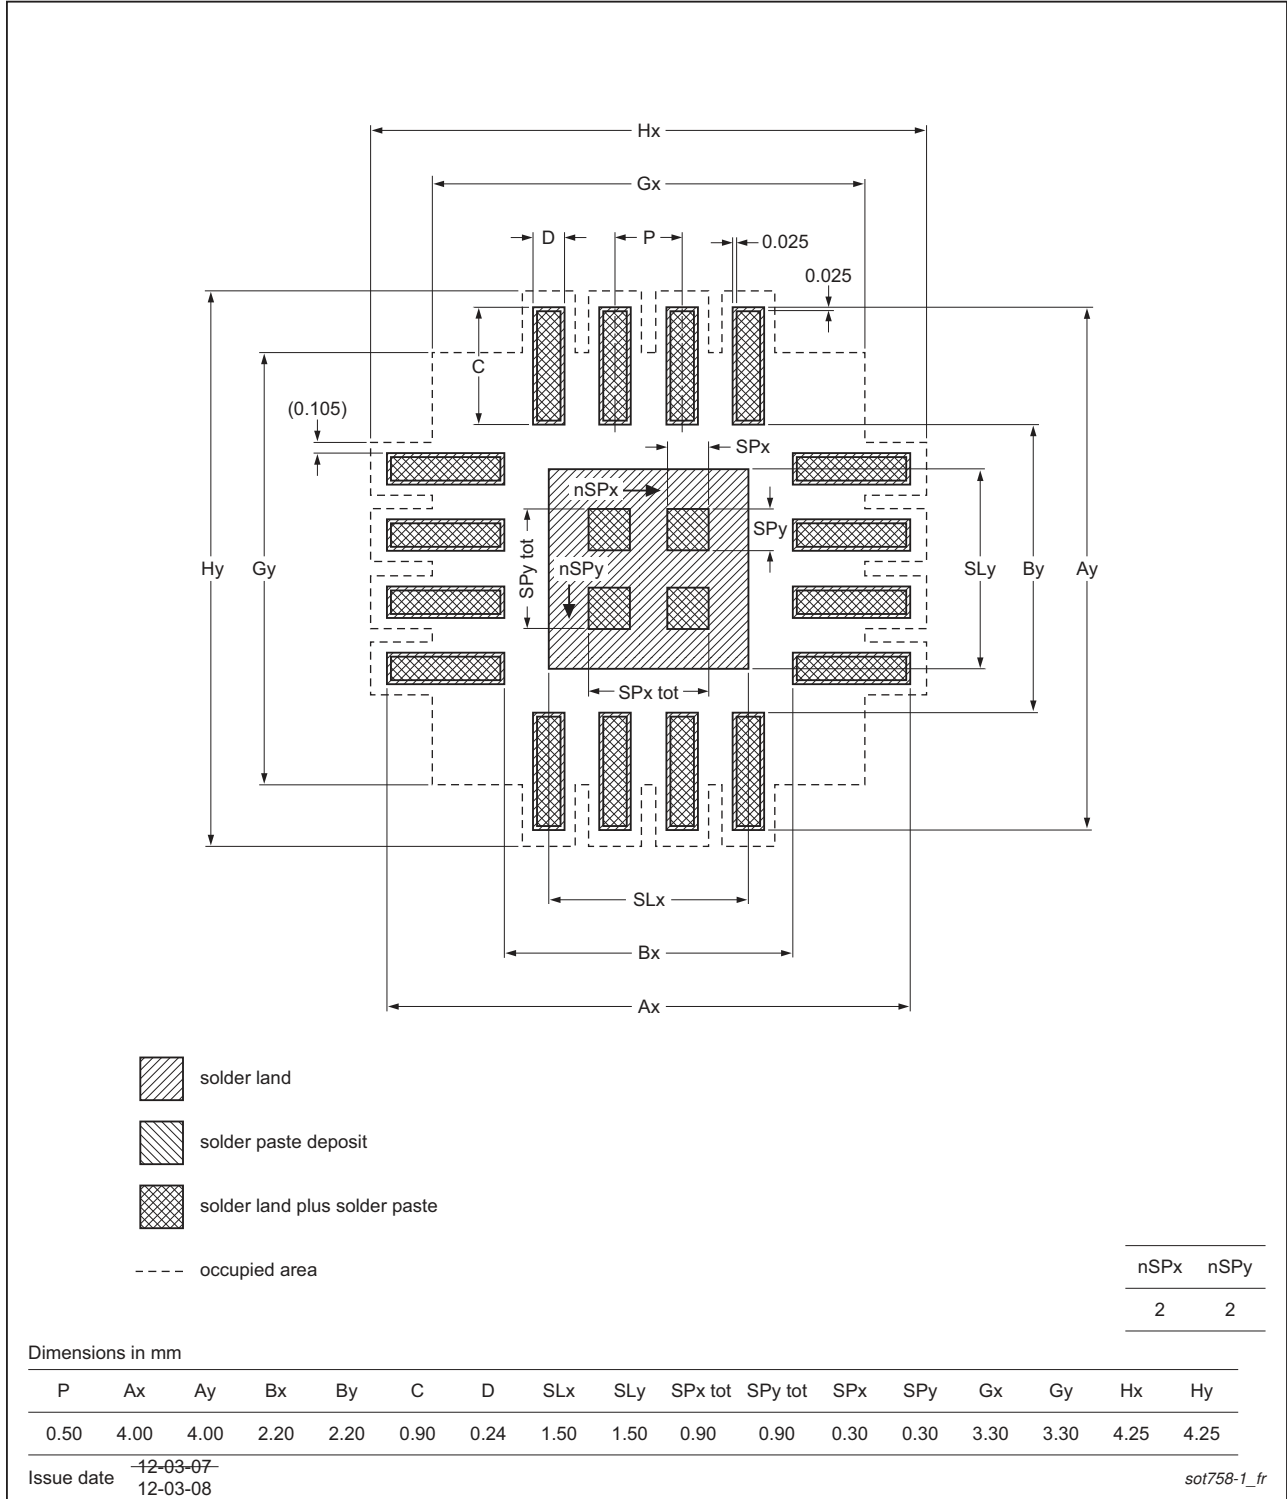 Hx
Gx
D
P
0.025
0.025
C
(0.105)
SPx
nSPx
SPy
SPy tot
nSPy
Hy
Gy
SLy
By
Ay
SPx tot
SLx
Bx
Ax
solder land
solder paste deposit
solder land plus solder paste
occupied area
nSPx nSPy
2 2
Dimensions in mm
P Ax Ay Bx By C D SLx SLy SPx tot SPy tot SPx SPy Gx Gy Hx Hy
0.50 4.00 4.00 2.20 2.20 0.90 0.24 1.50 1.50 0.90 0.90 0.30 0.30 3.30 3.30 4.25 4.25
Issue date 12-03-07
12-03-08
sot758-1_fr